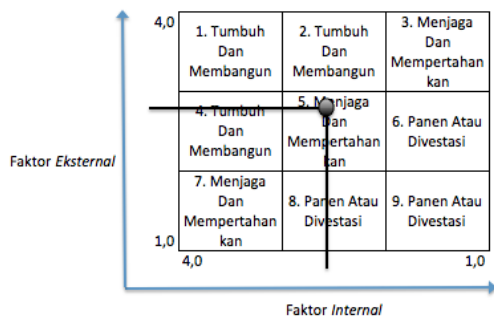 4,0
1. Tumbuh
Dan
Membangun
2. Tumbuh
Dan
Membangun
3. Menjaga
Dan
Mempertahan
kan
4. Tumbuh
Dan
Membangun
5. Menjaga
Dan
Mempertahan
kan
6. Panen Atau
Divestasi
Faktor Eksternal
7. Menjaga
Dan
Mempertahan
kan
8. Panen Atau
Divestasi
9. Panen Atau
Divestasi
1,0
4,0
1,0
Faktor Internal